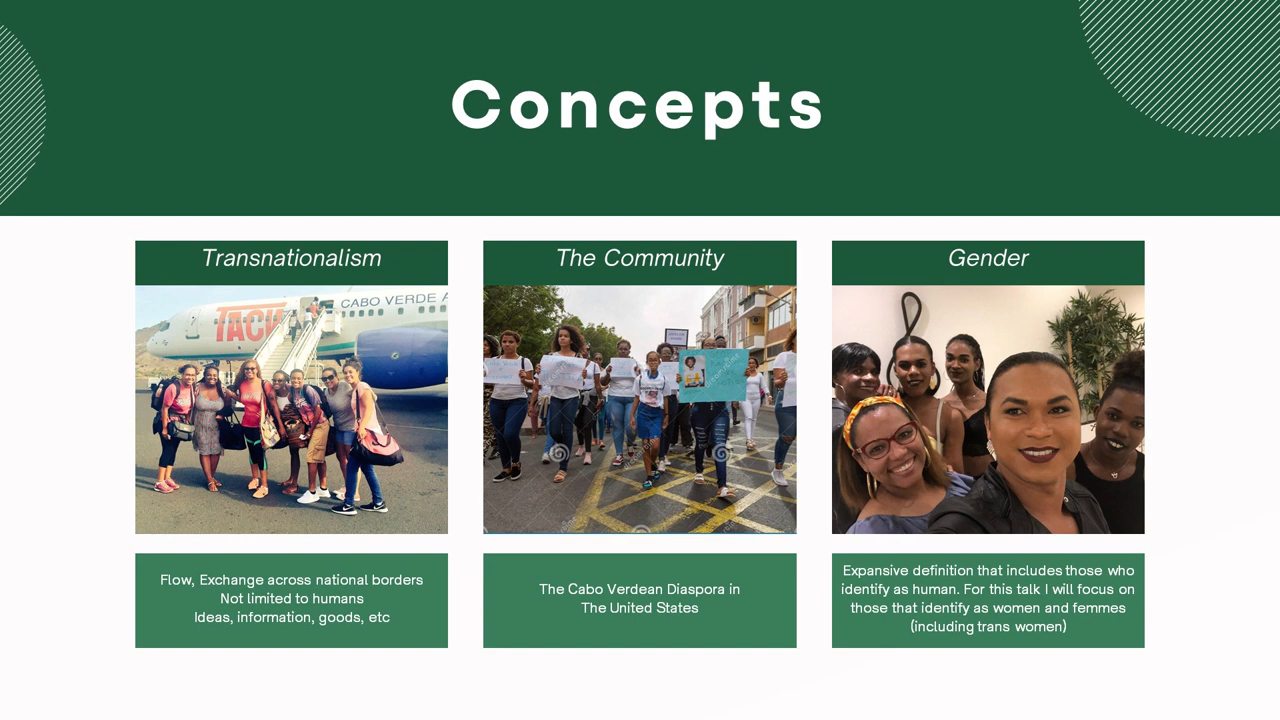 Concepts
Transnationalism
The Community
Gender
TACV
CABO VERDE A
Flow, Exchange across national borders
Not limited to humans
Ideas, information, goods, etc
The Cabo Verdean Diaspora in
The United States
Expansive definition that includes those who
identify as human. For this talk I will focus on
those that identify as women and femmes
(including trans women)